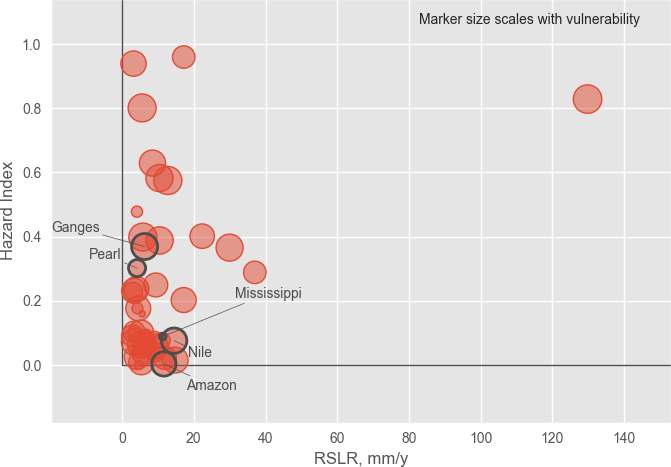 Marker size scales with vulnerability
1.0
0.8
0.6
0.4
0.2
0.0
Hazard Index
Ganges
Pearl
Mississippi
Nile
Amazon
0 20 40 60 80 100 120 140
RSLR, mm/y